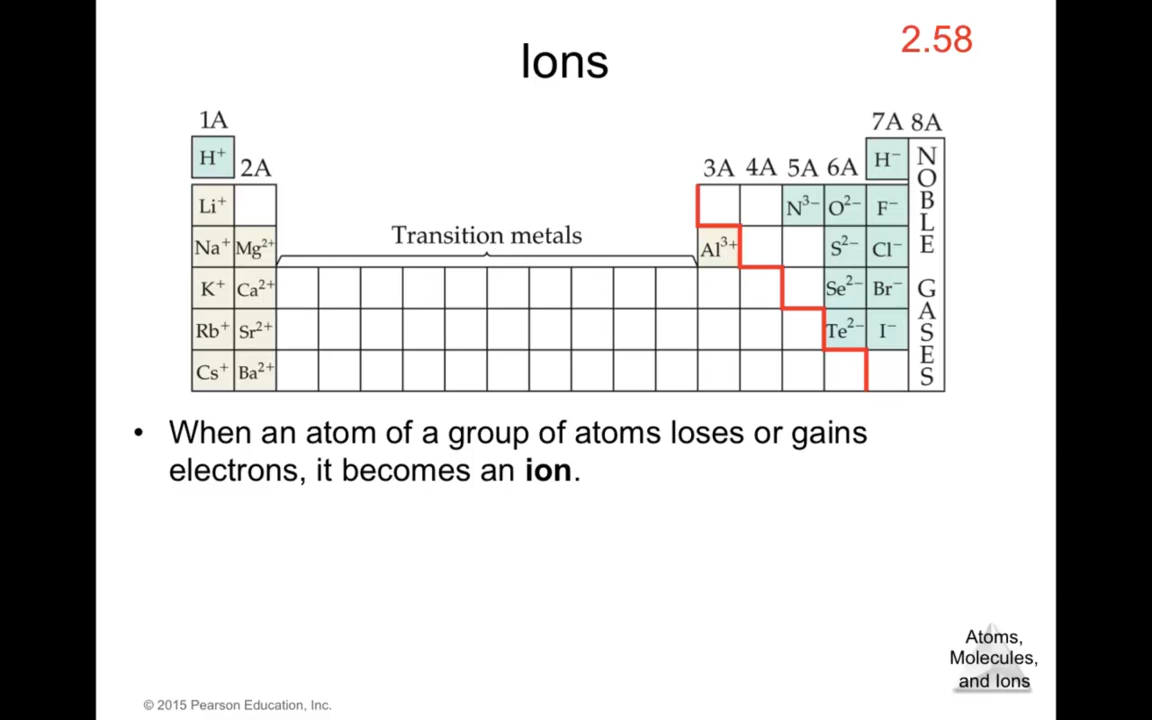 2.58
Ions
1A
7A 8A
H⁺
2A
3A 4A 5A 6A
H⁻
NOBLE GASES
Li⁺
N³⁻ O²⁻ F⁻
Transition metals
Na⁺ Mg²⁺
Al³⁺
S²⁻ Cl⁻
K⁺ Ca²⁺
Se²⁻ Br⁻
Rb⁺ Sr²⁺
Te²⁻ I⁻
Cs⁺ Ba²⁺
• When an atom of a group of atoms loses or gains
electrons, it becomes an ion.
Atoms,
Molecules,
and Ions
© 2015 Pearson Education, Inc.